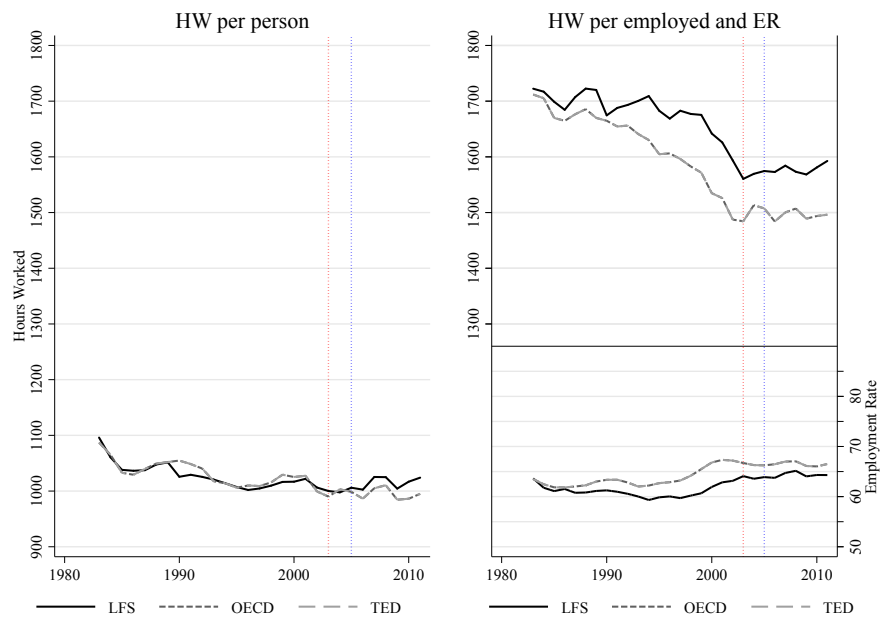 HW per person
HW per employed and ER
Hours Worked
900 1000 1100 1200 1300 1400 1500 1600 1700 1800
1980 1990 2000 2010
LFS OECD TED
1300 1400 1500 1600 1700 1800
50 60 70 80
Employment Rate
1980 1990 2000 2010
LFS OECD TED